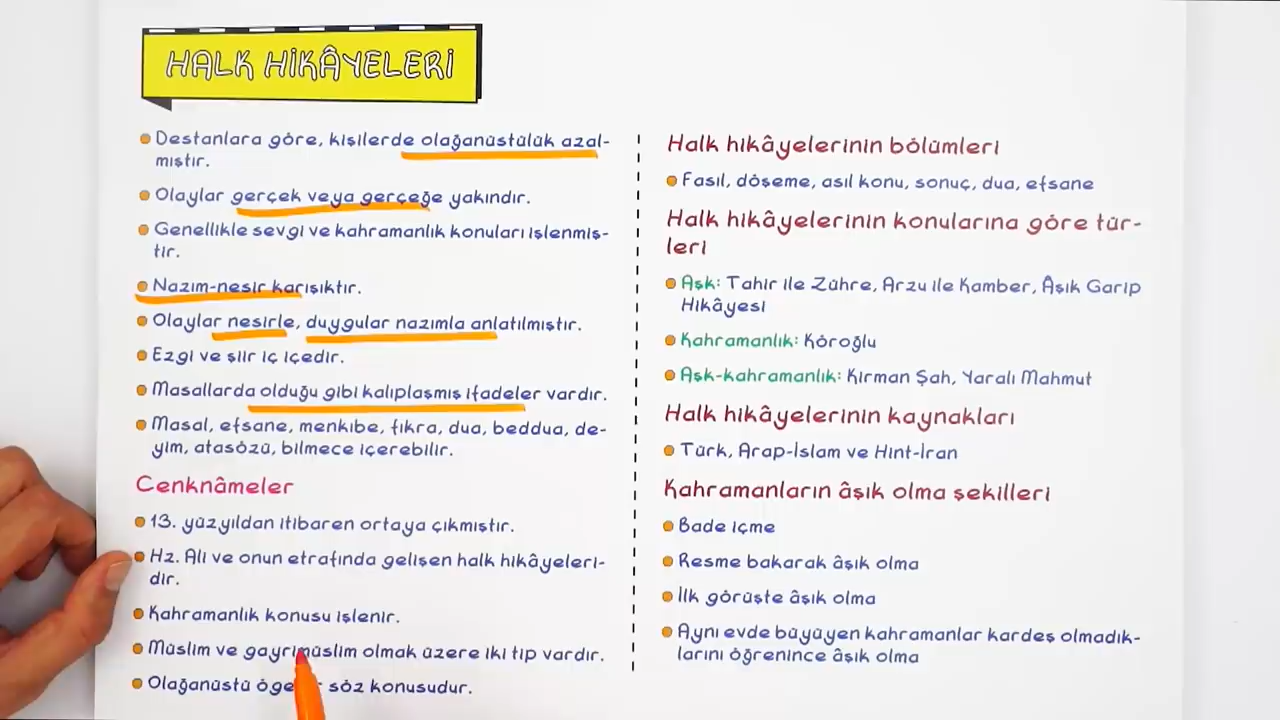 HALK HİKÂYELERİ
Destanlara göre, kişilerde olağanüstülük azal-
mıştır.
Olaylar gerçek veya gerçeğe yakındır.
Genellikle sevgi ve kahramanlık konuları işlenmiş-
tir.
Nazım-nesir karışıktır.
Olaylar nesirle, duygular nazımla anlatılmıştır.
Ezgi ve şiir iç içedir.
Masallarda olduğu gibi kalıplaşmış ifadeler vardır.
Masal, efsane, menkıbe, fıkra, dua, beddua, de-
yim, atasözü, bilmece içerebilir.
Cenknâmeler
13. yüzyıldan itibaren ortaya çıkmıştır.
Hz. Ali ve onun etrafında gelişen halk hikâyeleri-
dir.
Kahramanlık konusu işlenir.
Müslim ve gayrimüslim olmak üzere iki tip vardır.
Olağanüstü söz konusudur.
Halk hikâyelerinin bölümleri
Fasıl, döşeme, asıl konu, sonuç, dua, efsane
Halk hikâyelerinin konularına göre tür-
leri
Aşk: Tahir ile Zühre, Arzu ile Kamber, Âşık Garip
Hikâyesi
Kahramanlık: Köroğlu
Aşk-kahramanlık: Kirman Şah, Yaralı Mahmut
Halk hikâyelerinin kaynakları
Türk, Arap-İslam ve Hint-İran
Kahramanların âşık olma şekilleri
Bade içme
Resme bakarak âşık olma
İlk görüşte âşık olma
Aynı evde büyüyen kahramanlar kardeş olmadık-
larını öğrenince âşık olma